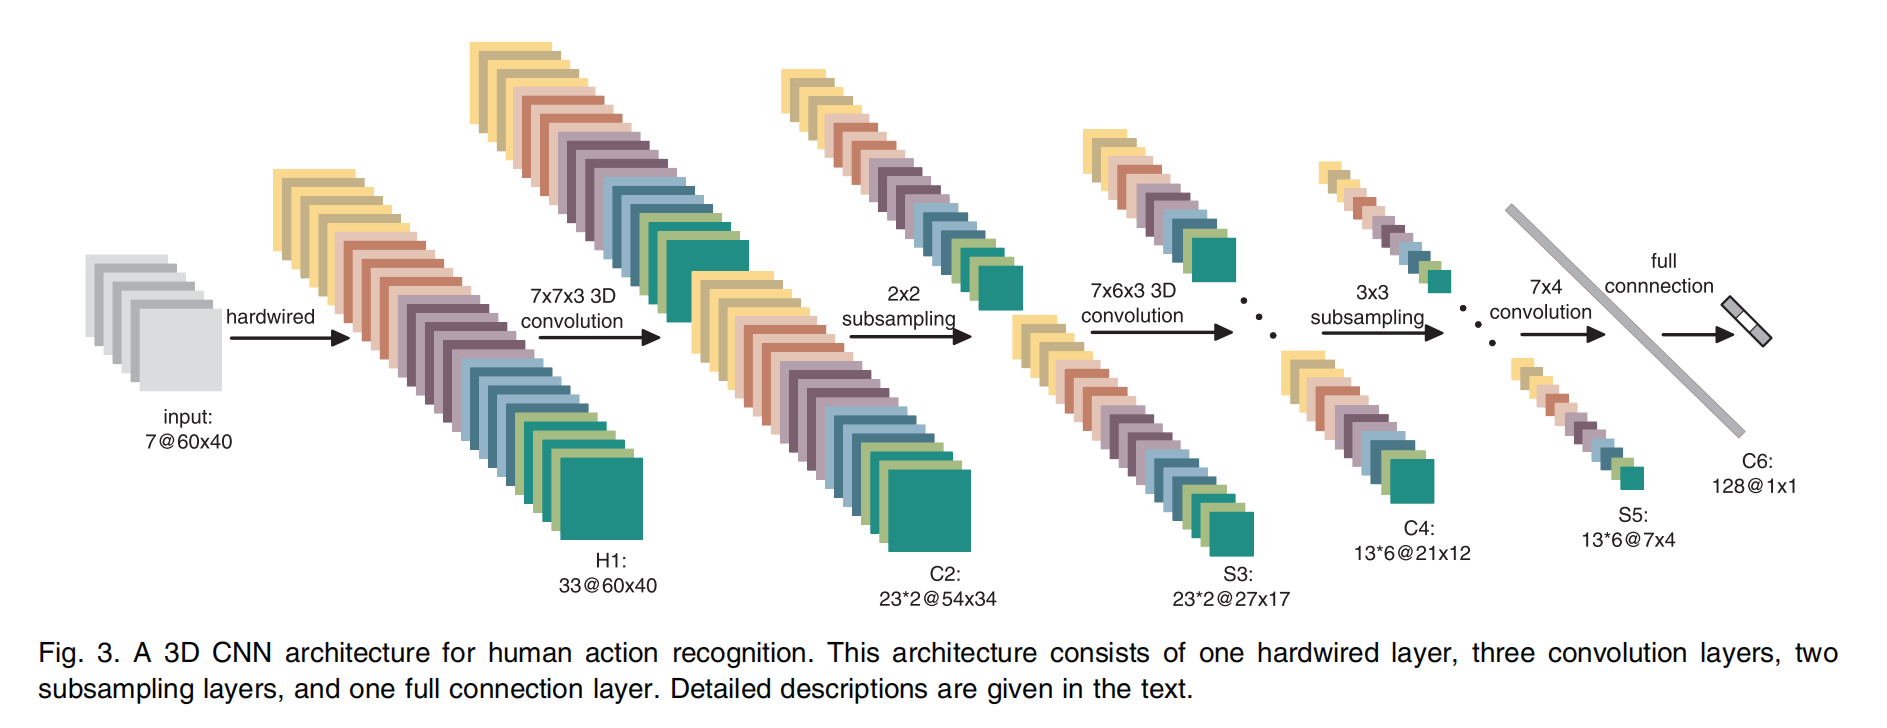 hardwired
7x7x3 3D
convolution
2x2
subsampling
7x6x3 3D
convolution
3x3
subsampling
7x4
convolution
full
connnection
input:
7@60x40
H1:
33@60x40
C2:
23*2@54x34
S3:
23*2@27x17
C4:
13*6@21x12
S5:
13*6@7x4
C6:
128@1x1
Fig. 3. A 3D CNN architecture for human action recognition. This architecture consists of one hardwired layer, three convolution layers, two
subsampling layers, and one full connection layer. Detailed descriptions are given in the text.